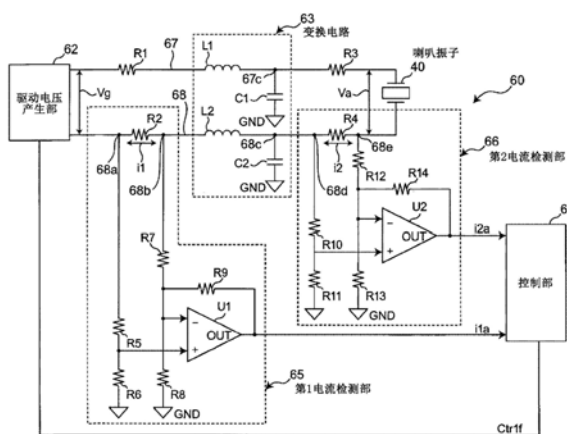 63
变换电路
62
R1
67
L1
R3
喇叭振子
40
67c
驱动电压
产生部
Vg
C1
GND
Va
60
R2
68
L2
68c
R4
66
第2电流检测部
i1
C2
i2
68e
68a
68b
GND
68d
R12
R14
U2
R7
R10
OUT
i2a
R9
R11
R13
控制部
U1
GND
R5
OUT
i1a
R6
R8
GND
65
第1电流检测部
Ctr1f